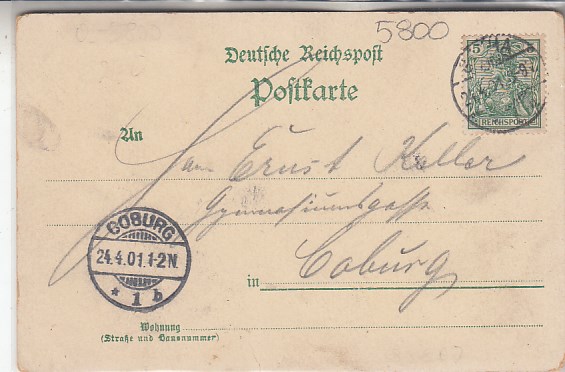 5800
Deutsche Reichspost
Postkarte
REICHSPOST
An
Ernst Keller
Gymnasiumsgasse
in Coburg
COBURG
24.4.01.1-2N.
* 1 b
Wohnung
(Straße und Hausnummer)